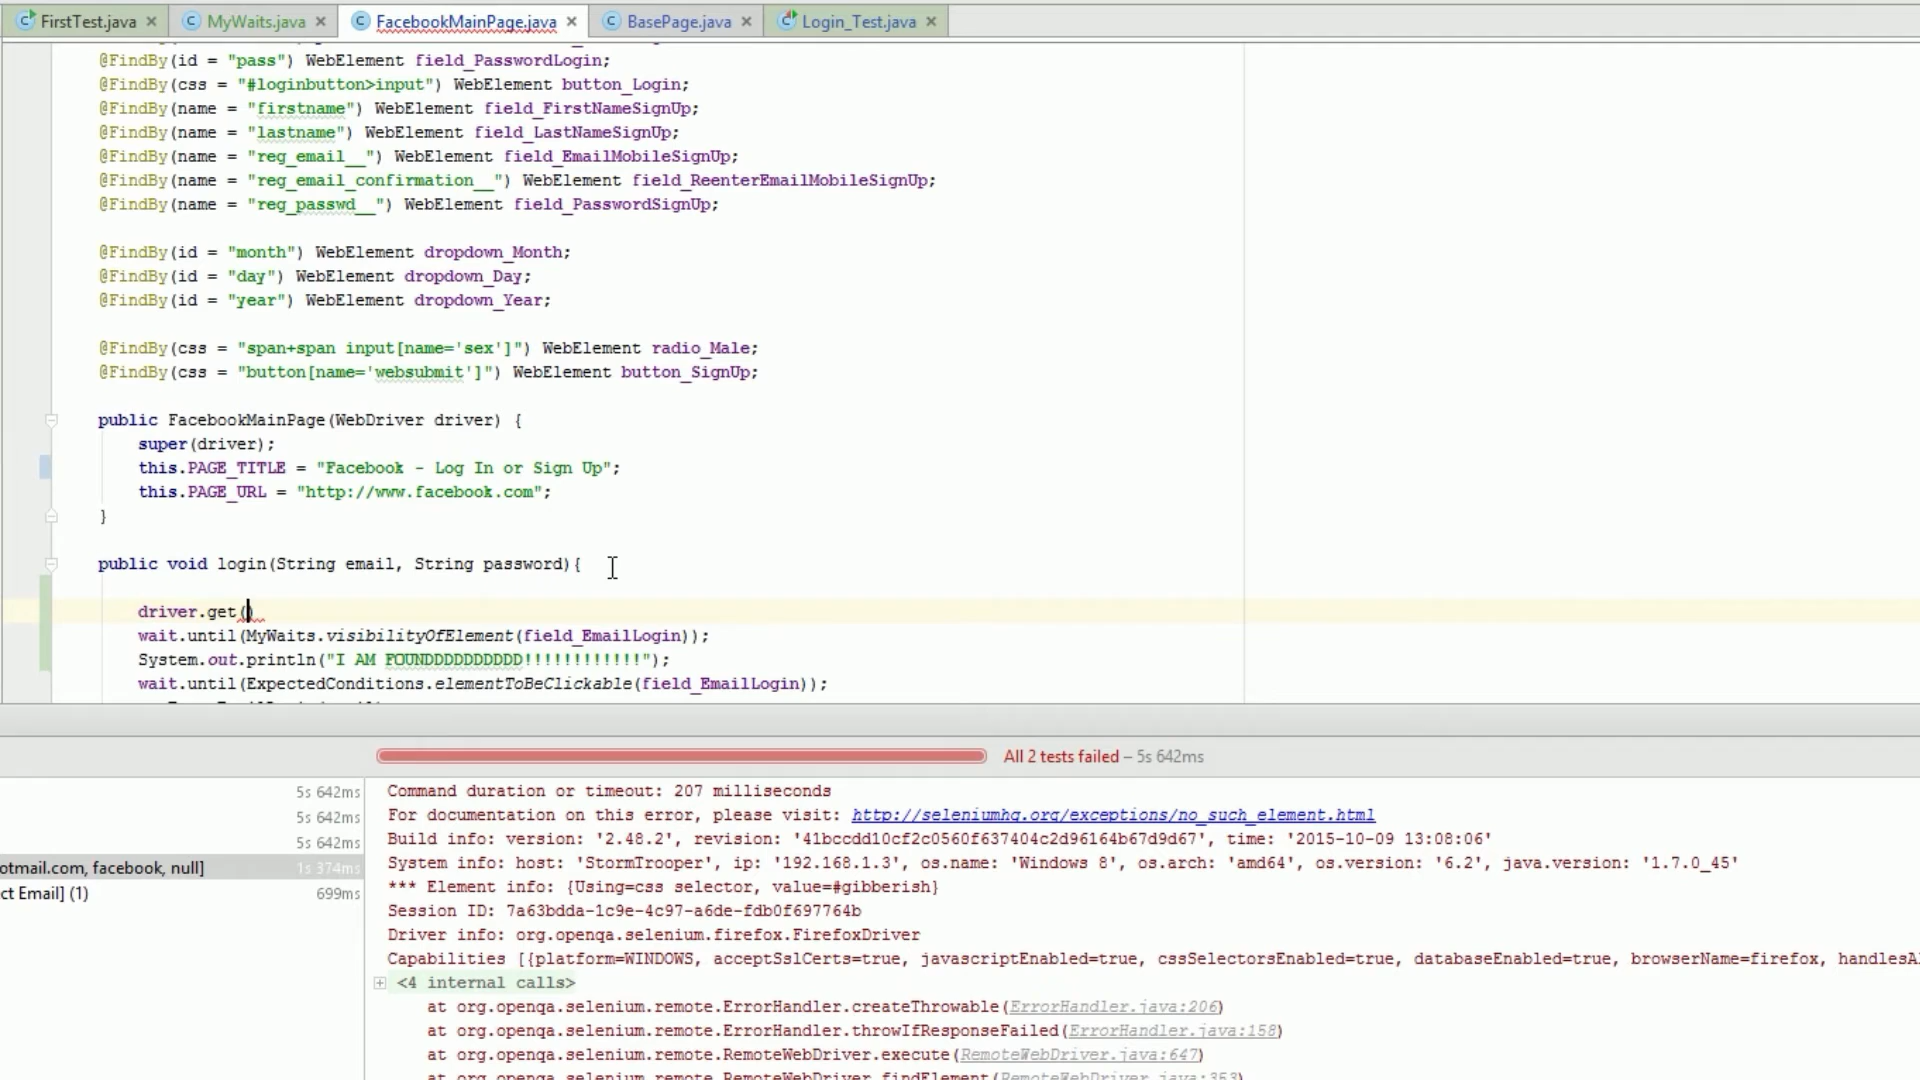 FirstTest.java
MyWaits.java
FacebookMainPage.java
BasePage.java
Login_Test.java
@FindBy(id = "pass") WebElement field_PasswordLogin;
@FindBy(css = "#loginbutton>input") WebElement button_Login;
@FindBy(name = "firstname") WebElement field_FirstNameSignUp;
@FindBy(name = "lastname") WebElement field_LastNameSignUp;
@FindBy(name = "reg_email__") WebElement field_EmailMobileSignUp;
@FindBy(name = "reg_email_confirmation__") WebElement field_ReenterEmailMobileSignUp;
@FindBy(name = "reg_passwd__") WebElement field_PasswordSignUp;
@FindBy(id = "month") WebElement dropdown_Month;
@FindBy(id = "day") WebElement dropdown_Day;
@FindBy(id = "year") WebElement dropdown_Year;
@FindBy(css = "span+span input[name='sex']") WebElement radio_Male;
@FindBy(css = "button[name='websubmit']") WebElement button_SignUp;
public FacebookMainPage(WebDriver driver) {
super(driver);
this.PAGE_TITLE = "Facebook - Log In or Sign Up";
this.PAGE_URL = "http://www.facebook.com";
}
public void login(String email, String password){
driver.get()
wait.until(MyWaits.visibilityOfElement(field_EmailLogin));
System.out.println("I AM FOUNDDDDDDDDDD!!!!!!!!!!!!");
wait.until(ExpectedConditions.elementToBeClickable(field_EmailLogin));
All 2 tests failed – 5s 642ms
5s 642ms
5s 642ms
5s 642ms
otmail.com, facebook, null] 1s 374ms
ct Email] (1) 699ms
Command duration or timeout: 207 milliseconds
For documentation on this error, please visit: http://seleniumhq.org/exceptions/no_such_element.html
Build info: version: '2.48.2', revision: '41bccdd10cf2c0560f637404c2d96164b67d9d67', time: '2015-10-09 13:08:06'
System info: host: 'StormTrooper', ip: '192.168.1.3', os.name: 'Windows 8', os.arch: 'amd64', os.version: '6.2', java.version: '1.7.0_45'
*** Element info: {Using=css selector, value=#gibberish}
Session ID: 7a63bdda-1c9e-4c97-a6de-fdb0f697764b
Driver info: org.openqa.selenium.firefox.FirefoxDriver
Capabilities [{platform=WINDOWS, acceptSslCerts=true, javascriptEnabled=true, cssSelectorsEnabled=true, databaseEnabled=true, browserName=firefox, handlesAl
<4 internal calls>
at org.openqa.selenium.remote.ErrorHandler.createThrowable(ErrorHandler.java:206)
at org.openqa.selenium.remote.ErrorHandler.throwIfResponseFailed(ErrorHandler.java:158)
at org.openqa.selenium.remote.RemoteWebDriver.execute(RemoteWebDriver.java:647)
at org.openqa.selenium.remote.RemoteWebDriver.findElement(RemoteWebDriver.java:353)